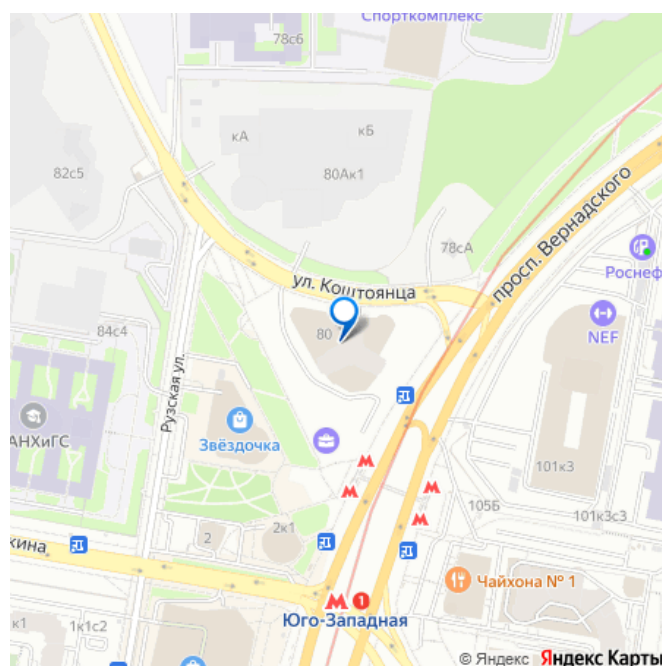 Спорткомплекс
78с6
кА
кБ
80Ак1
82с5
78сА
просп. Вернадского
Роснеф
ул. Коштоянца
80
NEF
84с4
Рузская ул.
АНХиГС
Звёздочка
101к3
105Б
101к3с3
2к1
2
кина
Чайхона № 1
М 1
Юго-Западная
к1
1к1с2
© Яндекс Яндекс Карты